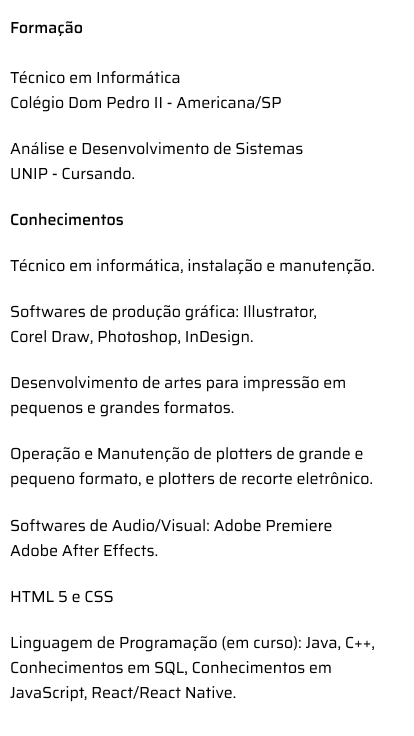 Formação
Técnico em Informática
Colégio Dom Pedro II - Americana/SP
Análise e Desenvolvimento de Sistemas
UNIP - Cursando.
Conhecimentos
Técnico em informática, instalação e manutenção.
Softwares de produção gráfica: Illustrator,
Corel Draw, Photoshop, InDesign.
Desenvolvimento de artes para impressão em
pequenos e grandes formatos.
Operação e Manutenção de plotters de grande e
pequeno formato, e plotters de recorte eletrônico.
Softwares de Audio/Visual: Adobe Premiere
Adobe After Effects.
HTML 5 e CSS
Linguagem de Programação (em curso): Java, C++,
Conhecimentos em SQL, Conhecimentos em
JavaScript, React/React Native.